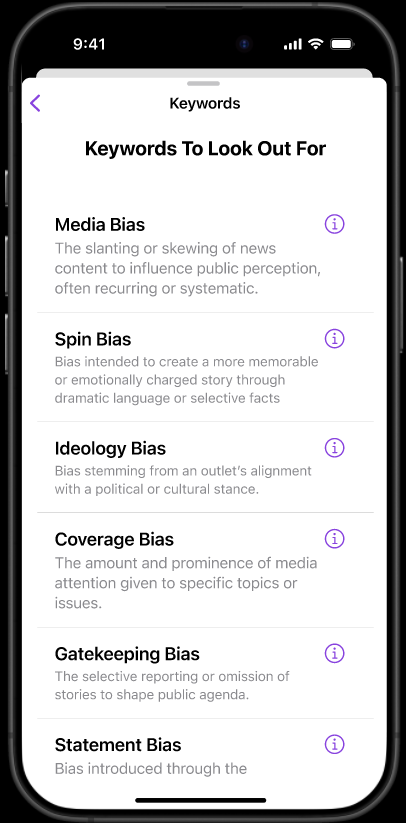 9:41
Keywords
Keywords To Look Out For
Media Bias
The slanting or skewing of news
content to influence public perception,
often recurring or systematic.
Spin Bias
Bias intended to create a more memorable
or emotionally charged story through
dramatic language or selective facts
Ideology Bias
Bias stemming from an outlet's alignment
with a political or cultural stance.
Coverage Bias
The amount and prominence of media
attention given to specific topics or
issues.
Gatekeeping Bias
The selective reporting or omission of
stories to shape public agenda.
Statement Bias
Bias introduced through the